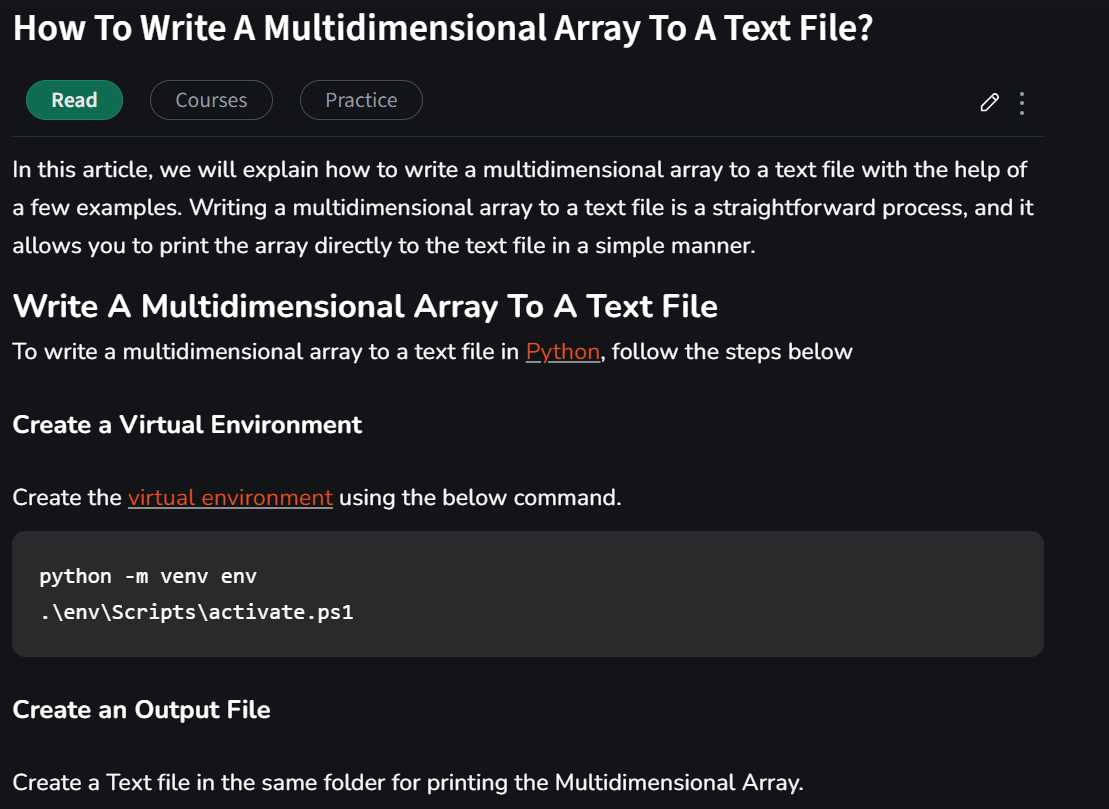 How To Write A Multidimensional Array To A Text File?
Read
Courses
Practice
In this article, we will explain how to write a multidimensional array to a text file with the help of
a few examples. Writing a multidimensional array to a text file is a straightforward process, and it
allows you to print the array directly to the text file in a simple manner.
Write A Multidimensional Array To A Text File
To write a multidimensional array to a text file in Python, follow the steps below
Create a Virtual Environment
Create the virtual environment using the below command.
python -m venv env
.\env\Scripts\activate.ps1
Create an Output File
Create a Text file in the same folder for printing the Multidimensional Array.